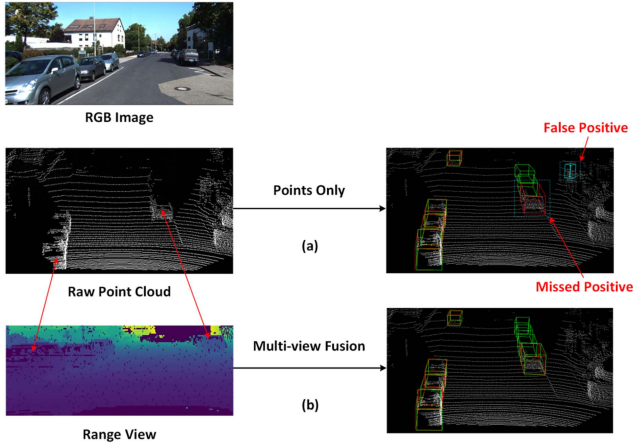 RGB Image
False Positive
Points Only
(a)
Raw Point Cloud
Missed Positive
Multi-view Fusion
(b)
Range View